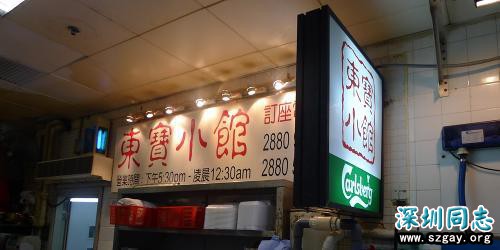 東寶小館
訂座
2880
2880
營業時間:下午5:30pm-凌晨12:30am
東寶
小館
Carlsberg
深圳同志
www.szgay.org